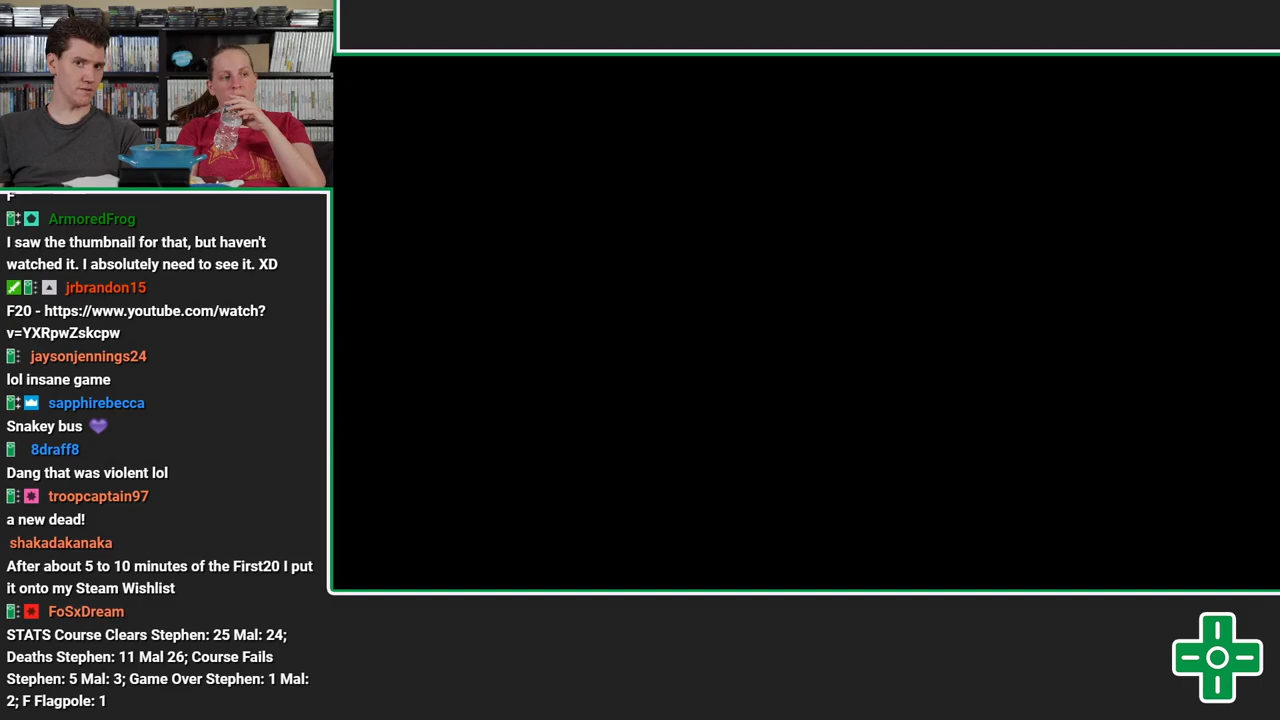 F
ArmoredFrog
I saw the thumbnail for that, but haven't
watched it. I absolutely need to see it. XD
jrbrandon15
F20 - https://www.youtube.com/watch?
v=YXRpwZskcpw
jaysonjennings24
lol insane game
sapphirebecca
Snakey bus
8draff8
Dang that was violent lol
troopcaptain97
a new dead!
shakadakanaka
After about 5 to 10 minutes of the First20 I put
it onto my Steam Wishlist
FoSxDream
STATS Course Clears Stephen: 25 Mal: 24;
Deaths Stephen: 11 Mal 26; Course Fails
Stephen: 5 Mal: 3; Game Over Stephen: 1 Mal:
2; F Flagpole: 1